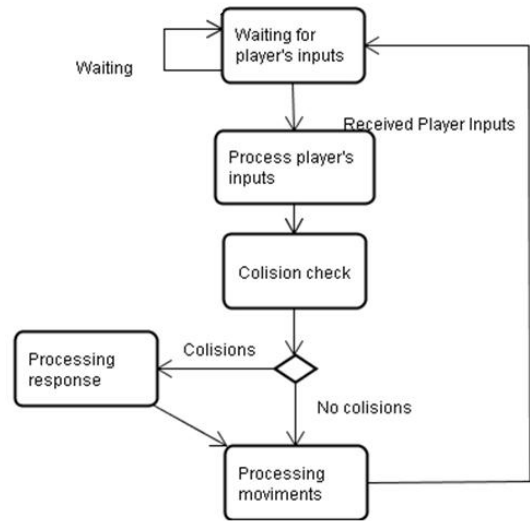 Waiting for
player's inputs
Waiting
Received Player Inputs
Process player's
inputs
Colision check
Colisions
Processing
response
No colisions
Processing
moviments